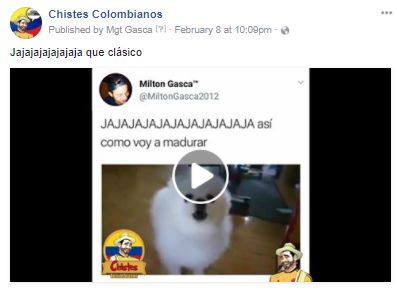 Chistes Colombianos
Published by Mgt Gasca [?] · February 8 at 10:09pm ·
Jajajajajajajaja que clásico
Milton Gasca™
@MiltonGasca2012
JAJAJAJAJAJAJAJAJAJAJA así
como voy a madurar
Chistes